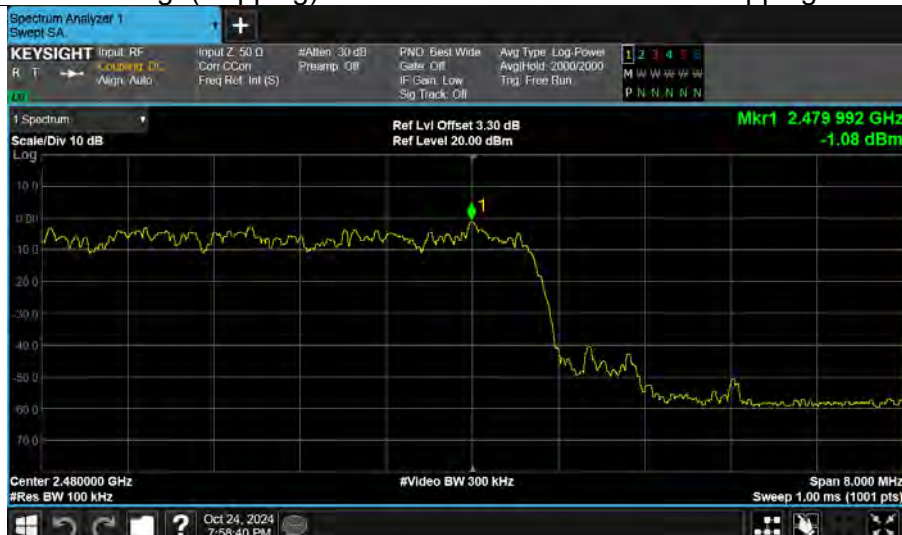 Spectrum Analyzer 1
Swept SA
+
KEYSIGHT Input: RF Input Z: 50 Ω #Atten: 30 dB PNO: Best Wide Avg Type: Log-Power 1 2 3 4 5 6
R T Coupling: DC Corr CCorr Preamp: Off Gate: Off Avg|Hold: 2000/2000 M W W W W W
Align: Auto Freq Ref: Int (S) IF Gain: Low Trig: Free Run
Sig Track: Off P N N N N N
1 Spectrum Ref Lvl Offset 3.30 dB Mkr1 2.479 992 GHz
Scale/Div 10 dB Ref Level 20.00 dBm -1.08 dBm
Log
10.0
0.00
-10.0
-20.0
-30.0
-40.0
-50.0
-60.0
-70.0
1
Center 2.480000 GHz #Video BW 300 kHz Span 8.000 MHz
#Res BW 100 kHz Sweep 1.00 ms (1001 pts)
? Oct 24, 2024
7:58:40 PM